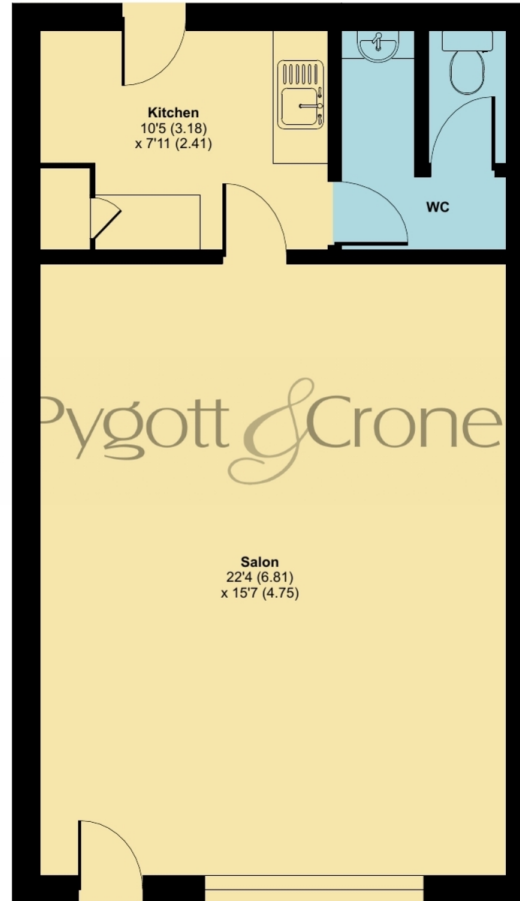 Kitchen
10'5 (3.18)
x 7'11 (2.41)
WC
Pygott & Crone
Salon
22'4 (6.81)
x 15'7 (4.75)